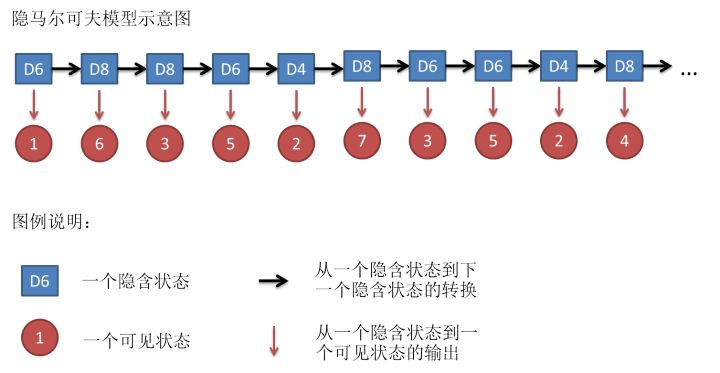 隐马尔可夫模型示意图
D6 D8 D8 D6 D4 D8 D6 D6 D4 D8 ...
1 6 3 5 2 7 3 5 2 4
图例说明：
D6 一个隐含状态
从一个隐含状态到下
一个隐含状态的转换
1 一个可见状态
从一个隐含状态到一
个可见状态的输出